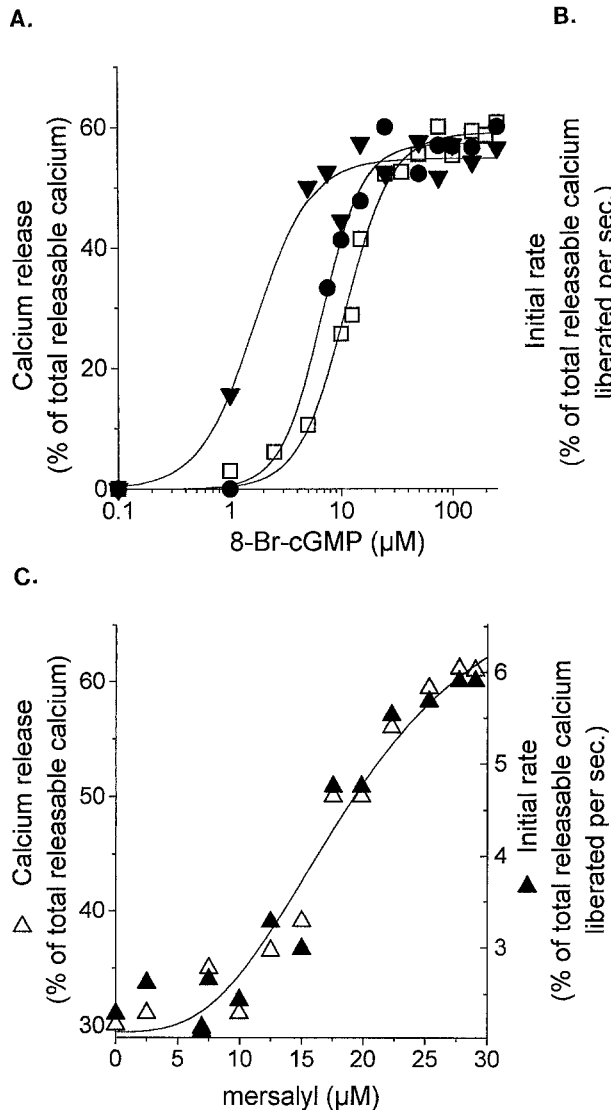 A.
B.
Calcium release
(% of total releasable calcium)
60
40
20
0
0.1
1
10
100
8-Br-cGMP (µM)
Initial rate
(% of total releasable calcium
liberated per sec.)
C.
Calcium release
(% of total releasable calcium)
60
50
40
30
0
5
10
15
20
25
30
mersalyl (µM)
6
5
4
3
Initial rate
(% of total releasable calcium
liberated per sec.)